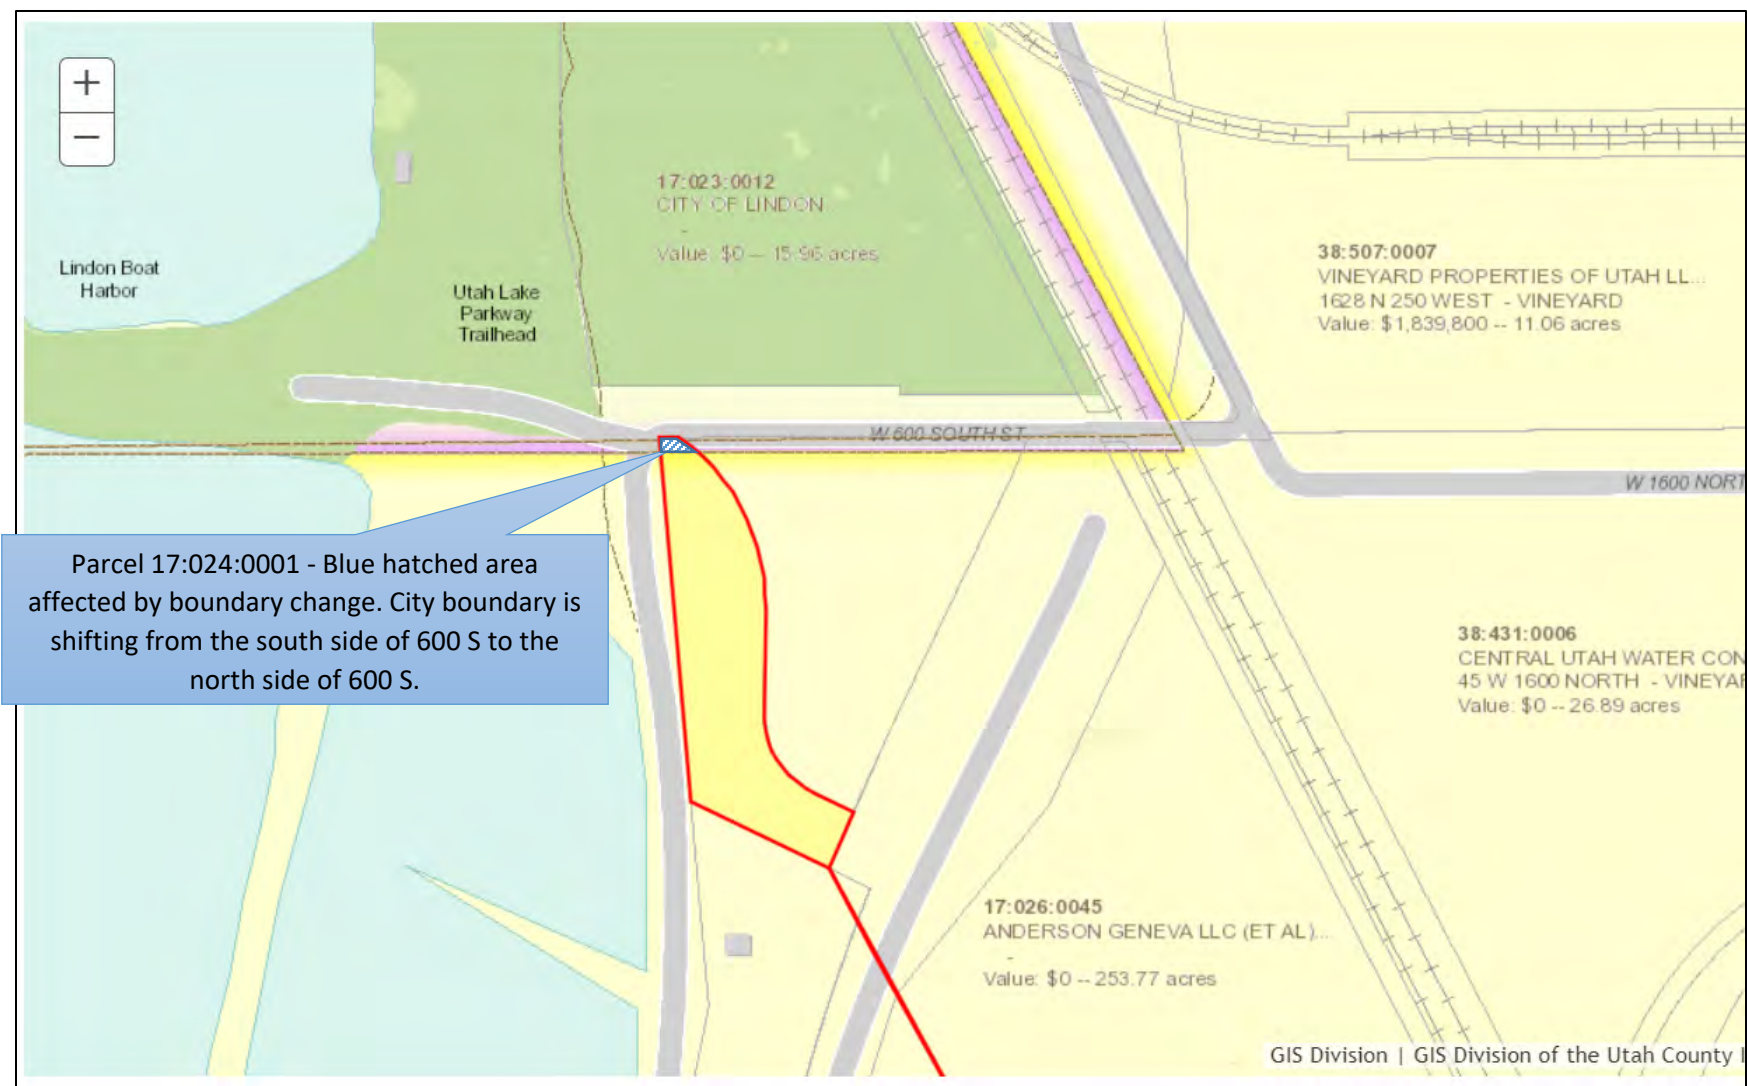 +
−
17:023:0012
CITY OF LINDON
-
Value: $0 -- 15.96 acres
Lindon Boat
Harbor
Utah Lake
Parkway
Trailhead
38:507:0007
VINEYARD PROPERTIES OF UTAH LL...
1628 N 250 WEST - VINEYARD
Value: $1,839,800 -- 11.06 acres
W 600 SOUTH ST
W 1600 NORT
Parcel 17:024:0001 - Blue hatched area
affected by boundary change. City boundary is
shifting from the south side of 600 S to the
north side of 600 S.
38:431:0006
CENTRAL UTAH WATER CON
45 W 1600 NORTH - VINEYAR
Value: $0 -- 26.89 acres
17:026:0045
ANDERSON GENEVA LLC (ET AL)...
-
Value: $0 -- 253.77 acres
GIS Division | GIS Division of the Utah County I